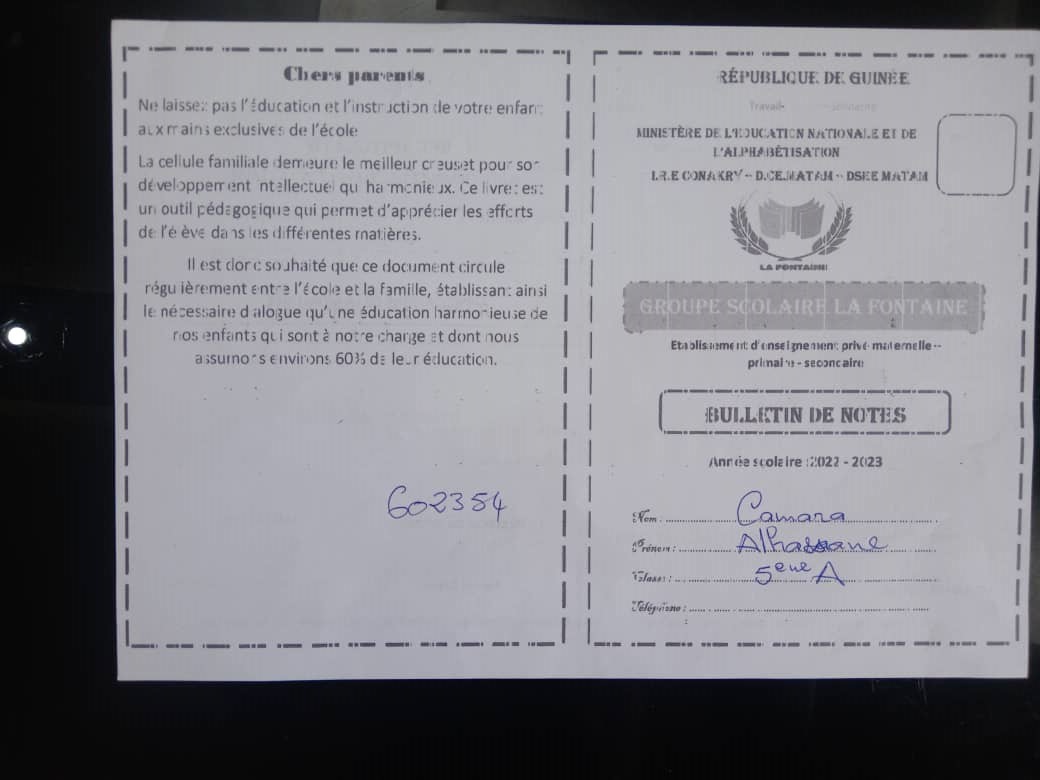 Chers parents
Ne laissez pas l'éducation et l'instruction de votre enfant
aux mains exclusives de l'école
La cellule familiale demeure le meilleur creuset pour son
développement intellectuel qui harmonieux. Ce livret est
un outil pédagogique qui permet d'apprécier les efforts
de l'élève dans les différentes matières.
Il est donc souhaité que ce document circule
régulièrement entre l'école et la famille, établissant ainsi
le nécessaire dialogue qu'une éducation harmonieuse de
nos enfants qui sont à notre charge et dont nous
assumons environs 60% de leur éducation.
602354
RÉPUBLIQUE DE GUINÉE
Travail-
MINISTÈRE DE L'EDUCATION NATIONALE ET DE
L'ALPHABÉTISATION
I.R.E CONAKRY – D.CE.MATAM – DSEE MATAM
LA FONTAINE
GROUPE SCOLAIRE LA FONTAINE
Etablissement d'enseignement privé maternelle –
primaire – secondaire
BULLETIN DE NOTES
Année scolaire : 2022 - 2023
Nom : Camara
Prénom : Alhassane
Classe : 5eme A
Téléphone :